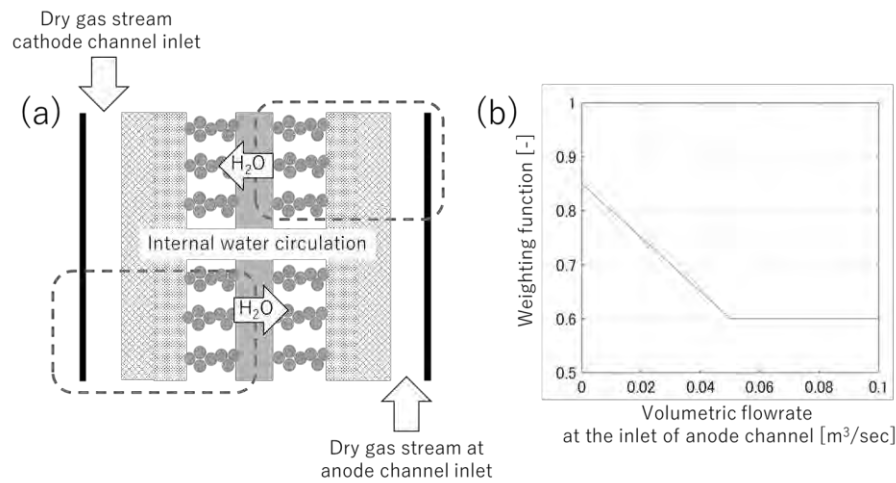 Dry gas stream
cathode channel inlet
(a)
H₂O
Internal water circulation
H₂O
Dry gas stream at
anode channel inlet
(b)
Weighting function [-]
1
0.9
0.8
0.7
0.6
0.5
0
0.02
0.04
0.06
0.08
0.1
Volumetric flowrate
at the inlet of anode channel [m³/sec]